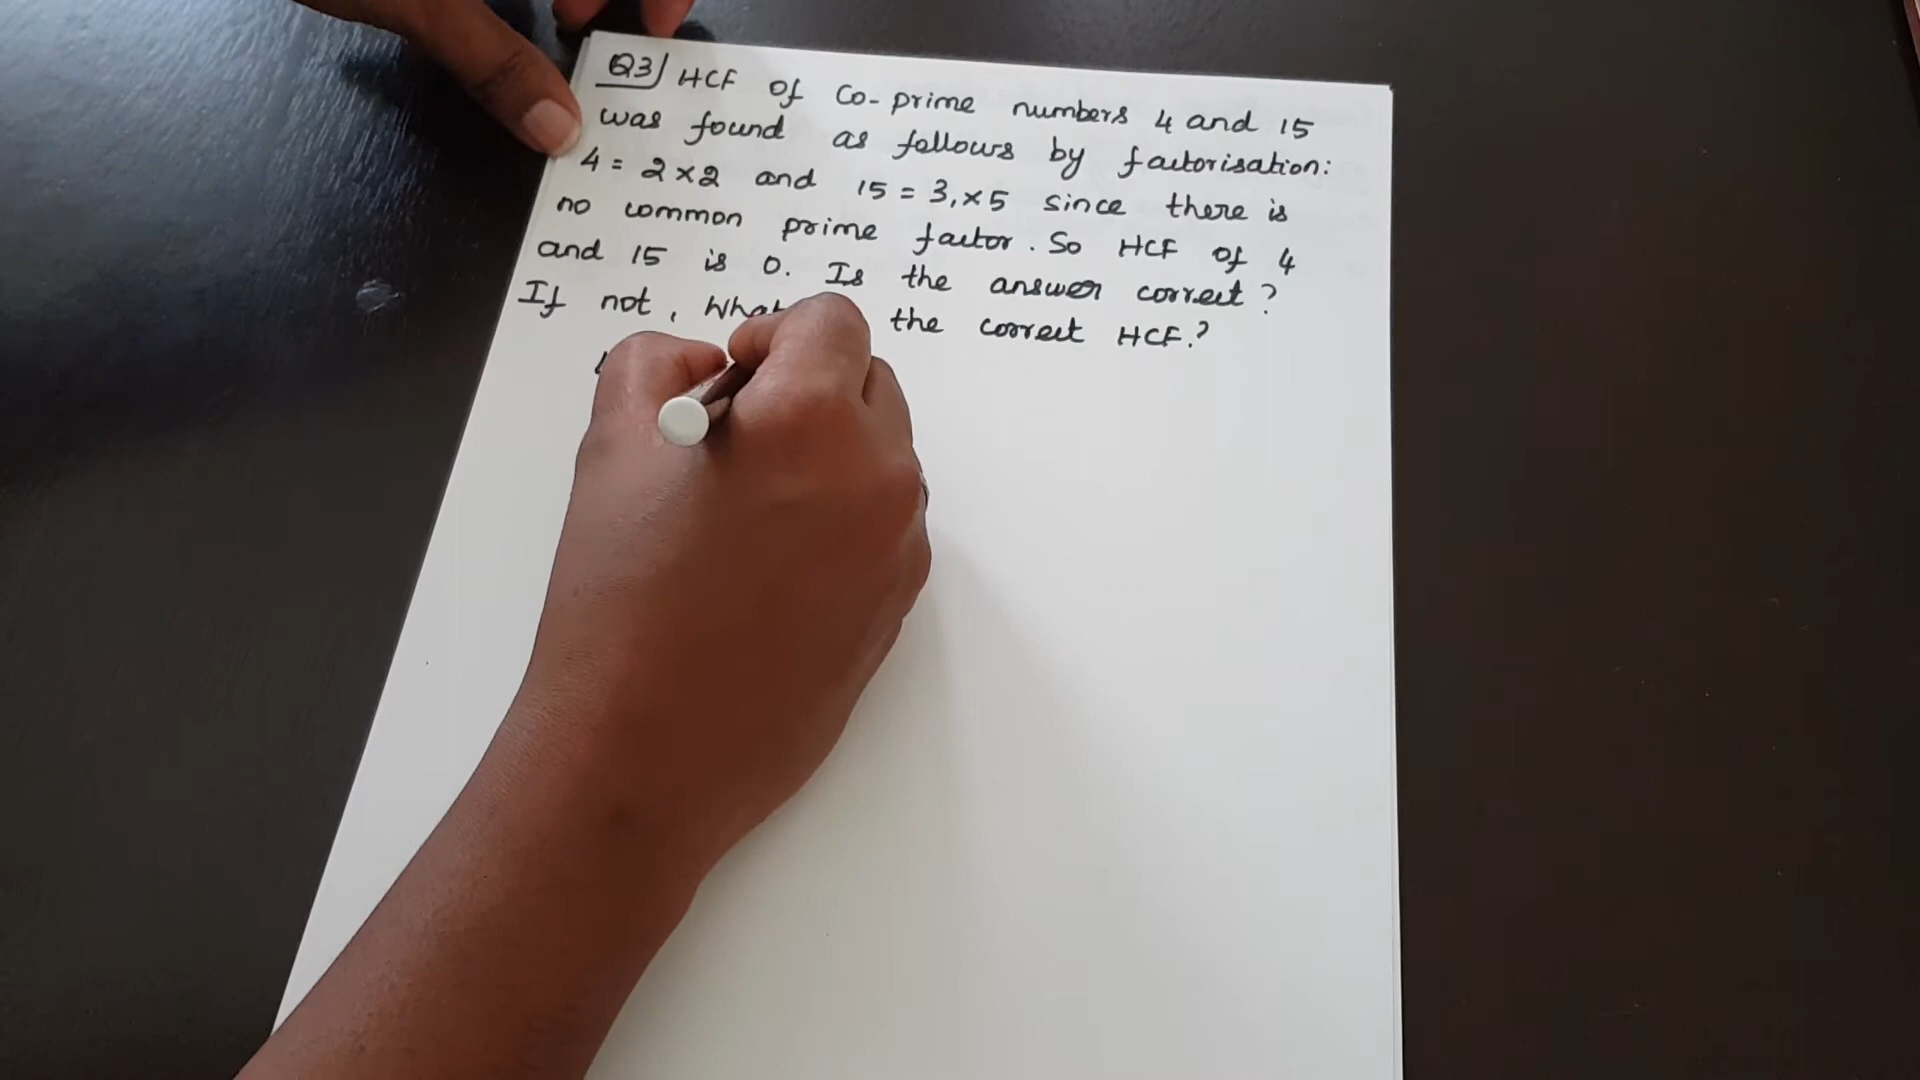 Q3) HCF of Co-prime numbers 4 and 15
was found as follows by factorisation:
4 = 2×2 and 15 = 3,×5 since there is
no common prime factor. So HCF of 4
and 15 is 0. Is the answer correct?
If not, What the correct HCF.?